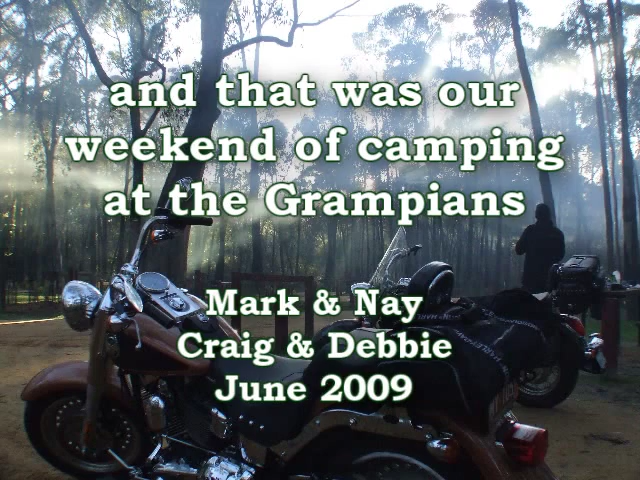 and that was our
weekend of camping
at the Grampians
Mark & Nay
Craig & Debbie
June 2009